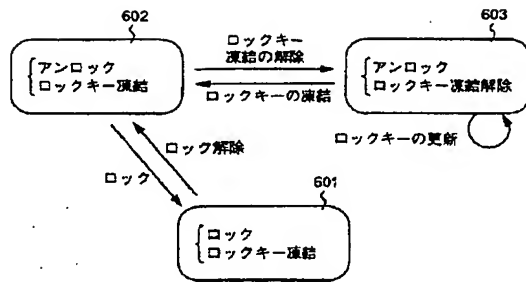 602
アンロック
ロックキー凍結
ロックキー
凍結の解除
ロックキーの凍結
603
アンロック
ロックキー凍結解除
ロックキーの更新
ロック解除
ロック
601
ロック
ロックキー凍結